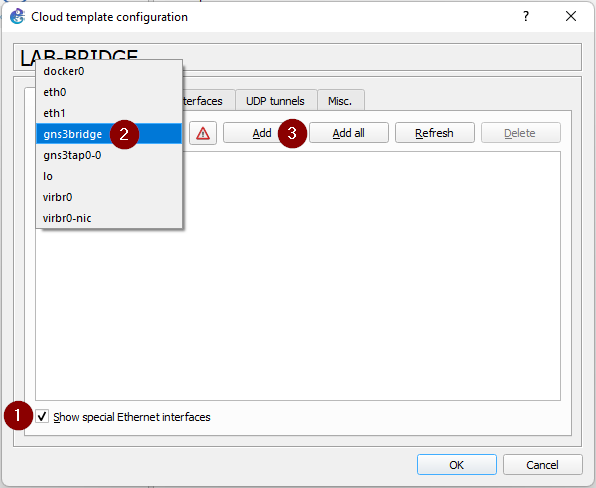 Cloud template configuration
?
LAB-BRIDGE
docker0
eth0
eth1
gns3bridge 2
gns3tap0-0
lo
virbr0
virbr0-nic
terfaces UDP tunnels Misc.
Add 3 Add all Refresh Delete
1 Show special Ethernet interfaces
OK Cancel